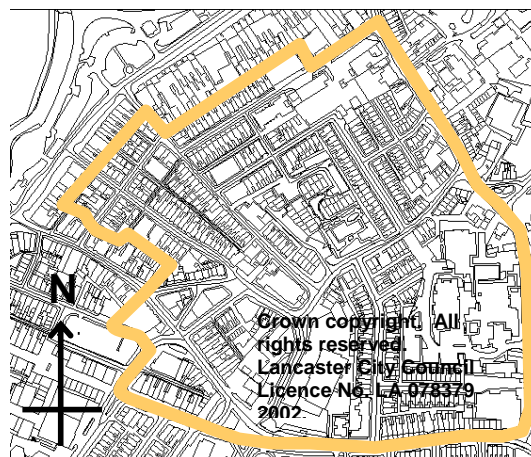 N
Crown copyright. All
rights reserved.
Lancaster City Council
Licence No. LA 078379
2002